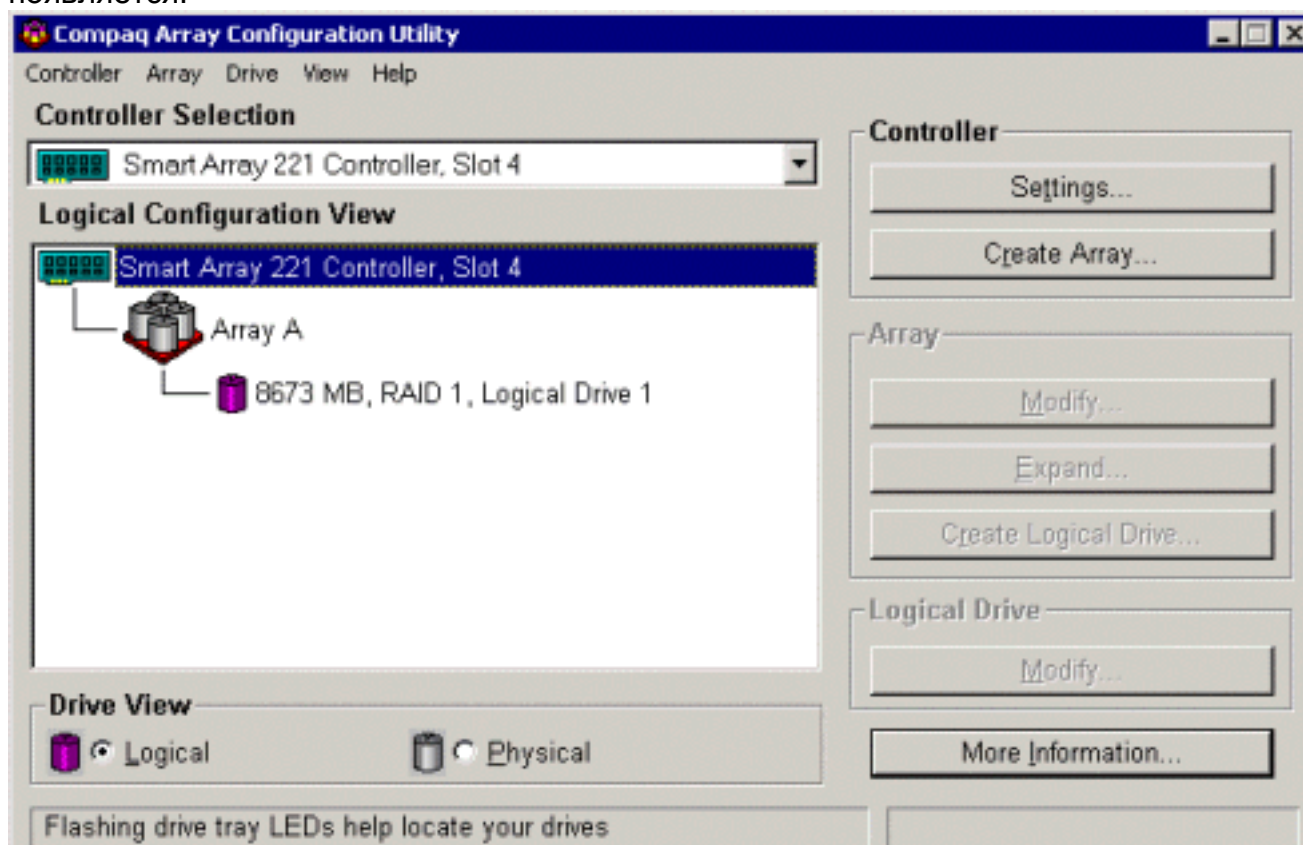 появляется.
Compaq Array Configuration Utility
Controller Array Drive View Help
Controller Selection
Smart Array 221 Controller, Slot 4
Logical Configuration View
Smart Array 221 Controller, Slot 4
Array A
8673 MB, RAID 1, Logical Drive 1
Drive View
Logical
Physical
Flashing drive tray LEDs help locate your drives
Controller
Settings...
Create Array...
Array
Modify...
Expand...
Create Logical Drive...
Logical Drive
Modify...
More Information...